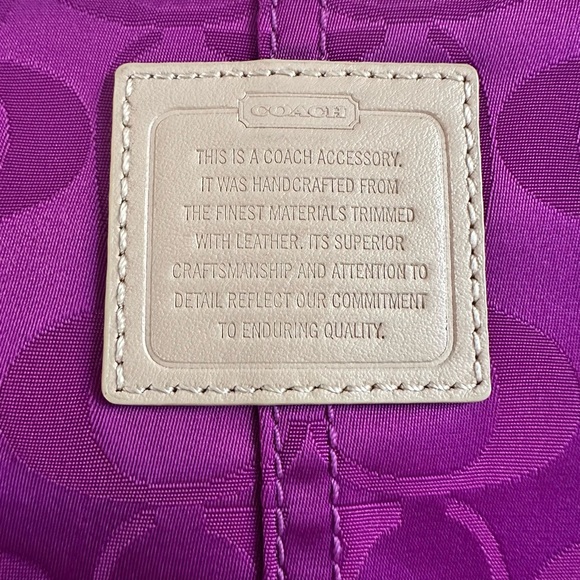 COACH
THIS IS A COACH ACCESSORY.
IT WAS HANDCRAFTED FROM
THE FINEST MATERIALS TRIMMED
WITH LEATHER. ITS SUPERIOR
CRAFTSMANSHIP AND ATTENTION TO
DETAIL REFLECT OUR COMMITMENT
TO ENDURING QUALITY.